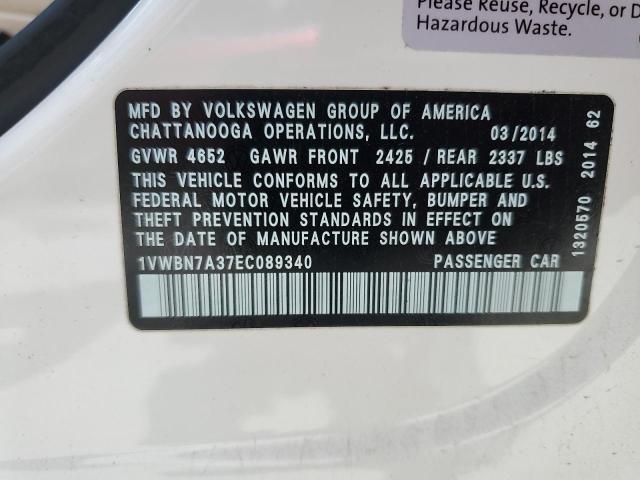 Please Reuse, Recycle, or D
Hazardous Waste.
MFD BY VOLKSWAGEN GROUP OF AMERICA
CHATTANOOGA OPERATIONS, LLC. 03/2014
GVWR 4652 GAWR FRONT 2425 / REAR 2337 LBS
THIS VEHICLE CONFORMS TO ALL APPLICABLE U.S.
FEDERAL MOTOR VEHICLE SAFETY, BUMPER AND
THEFT PREVENTION STANDARDS IN EFFECT ON
THE DATE OF MANUFACTURE SHOWN ABOVE
1VWBN7A37EC089340 PASSENGER CAR
1320570 2014 62